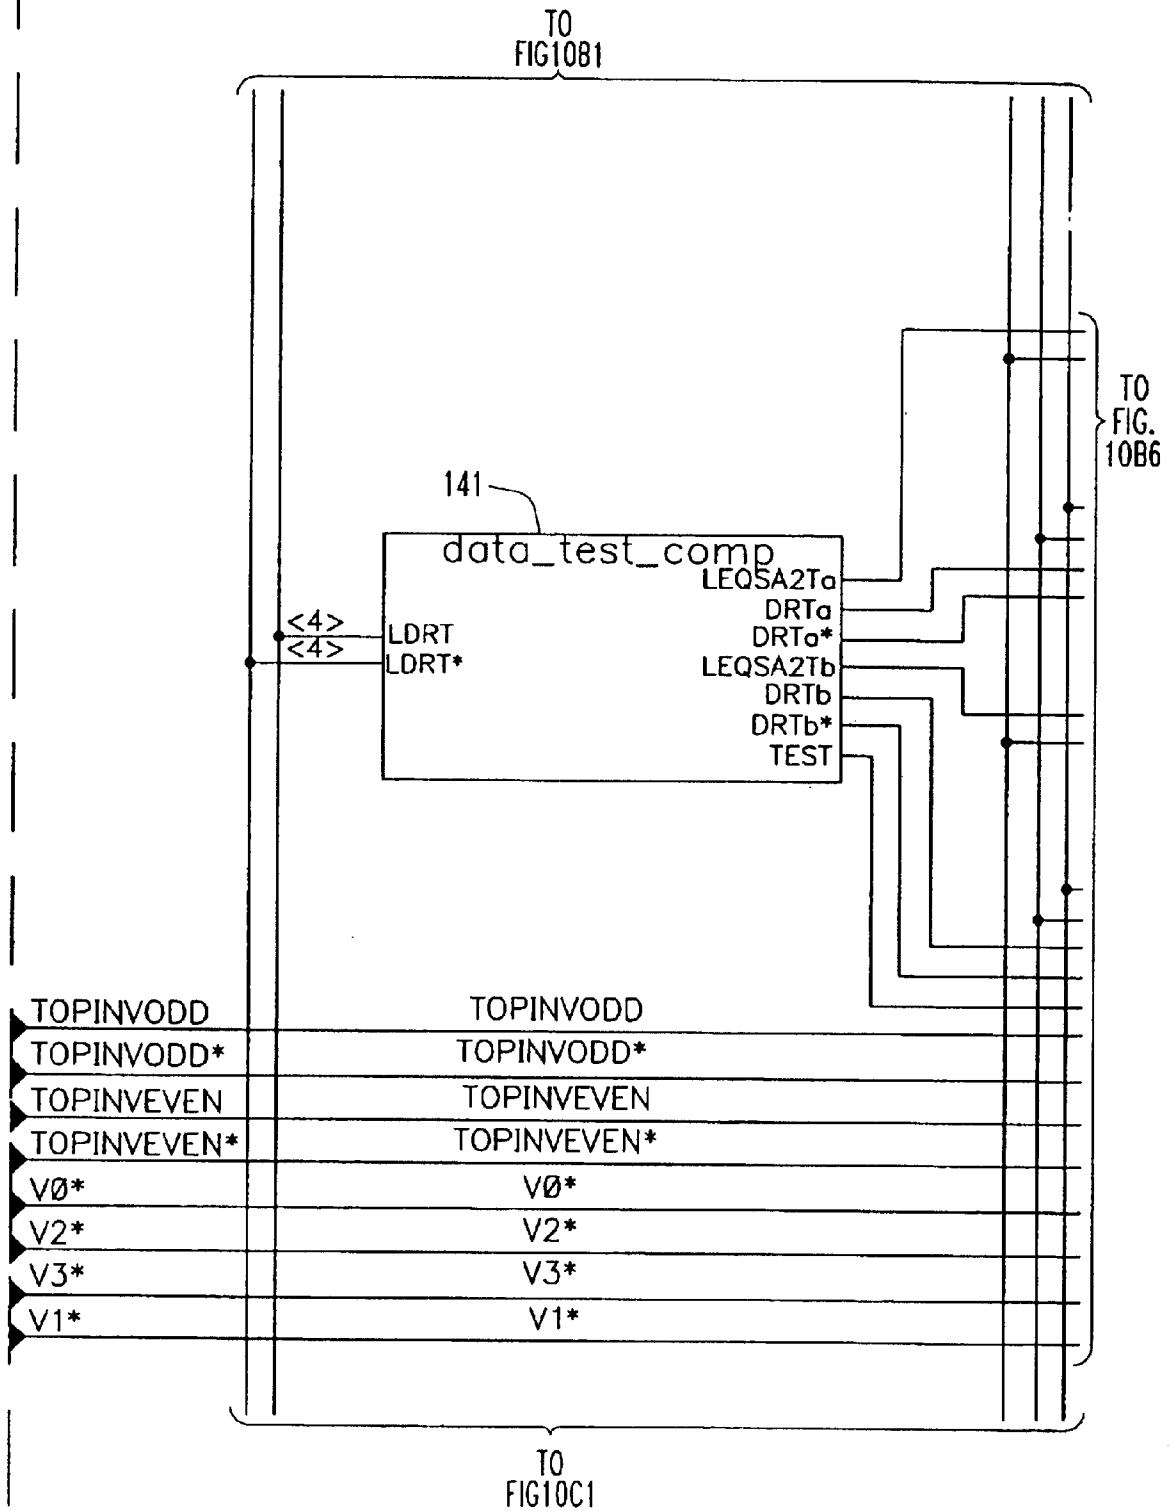 TO
FIG10B1
TO
FIG.
10B6
141
data_test_comp
LEQSA2Ta
DRTa
<4> LDRT
DRTa*
<4> LDRT*
LEQSA2Tb
DRTb
DRTb*
TEST
TOPINVODD TOPINVODD
TOPINVODD* TOPINVODD*
TOPINVEVEN TOPINVEVEN
TOPINVEVEN* TOPINVEVEN*
VØ* VØ*
V2* V2*
V3* V3*
V1* V1*
TO
FIG10C1